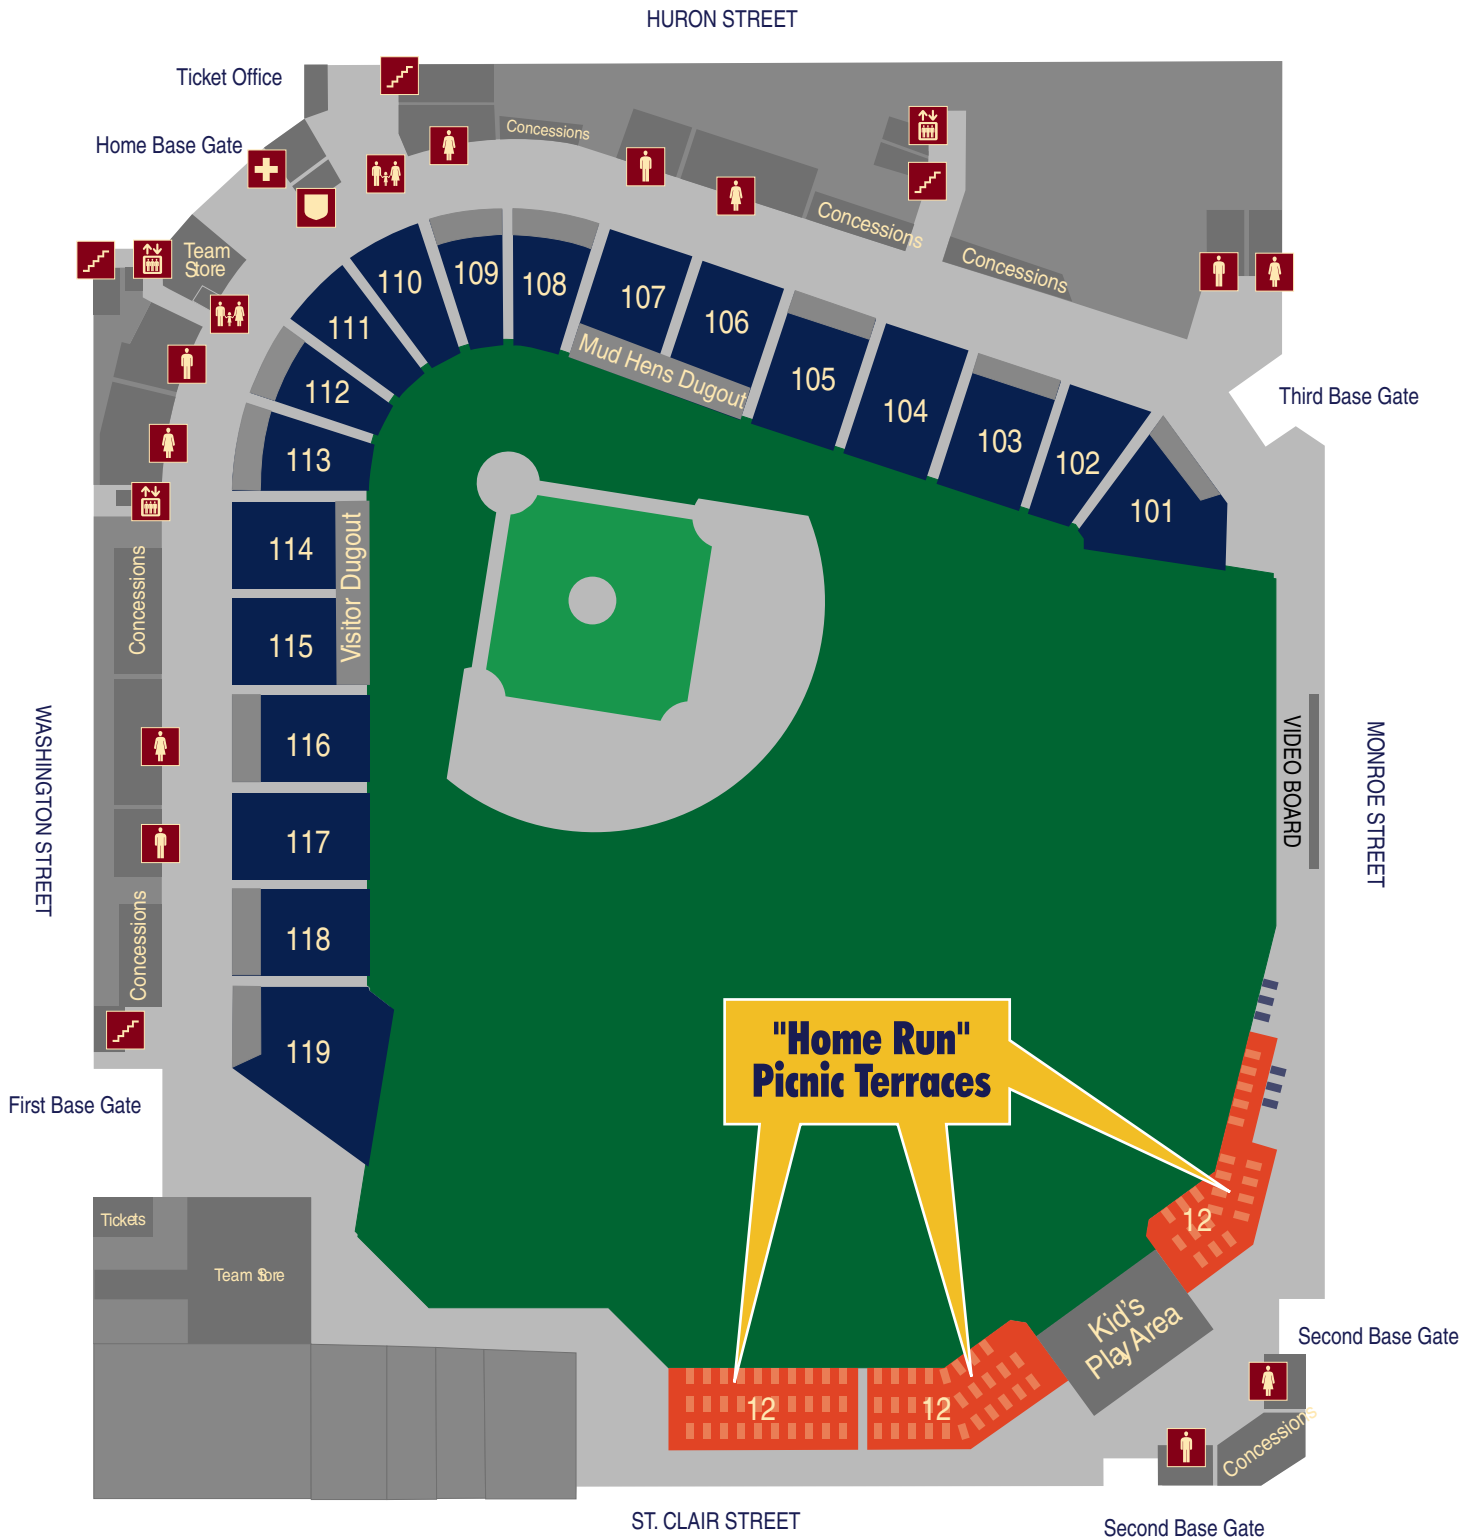 HURON STREET
Ticket Office
Home Base Gate
Concessions
Concessions
Concessions
Team
Store
110
109
108
107
106
111
112
113
Mud Hens Dugout
105
104
103
102
101
Third Base Gate
114
115
Visitor Dugout
Concessions
116
117
118
119
WASHINGTON STREET
VIDEO BOARD
MONROE STREET
Concessions
"Home Run"
Picnic Terraces
First Base Gate
Tickets
Team Store
12
12
12
Kid's
Play Area
Second Base Gate
Concessions
ST. CLAIR STREET
Second Base Gate